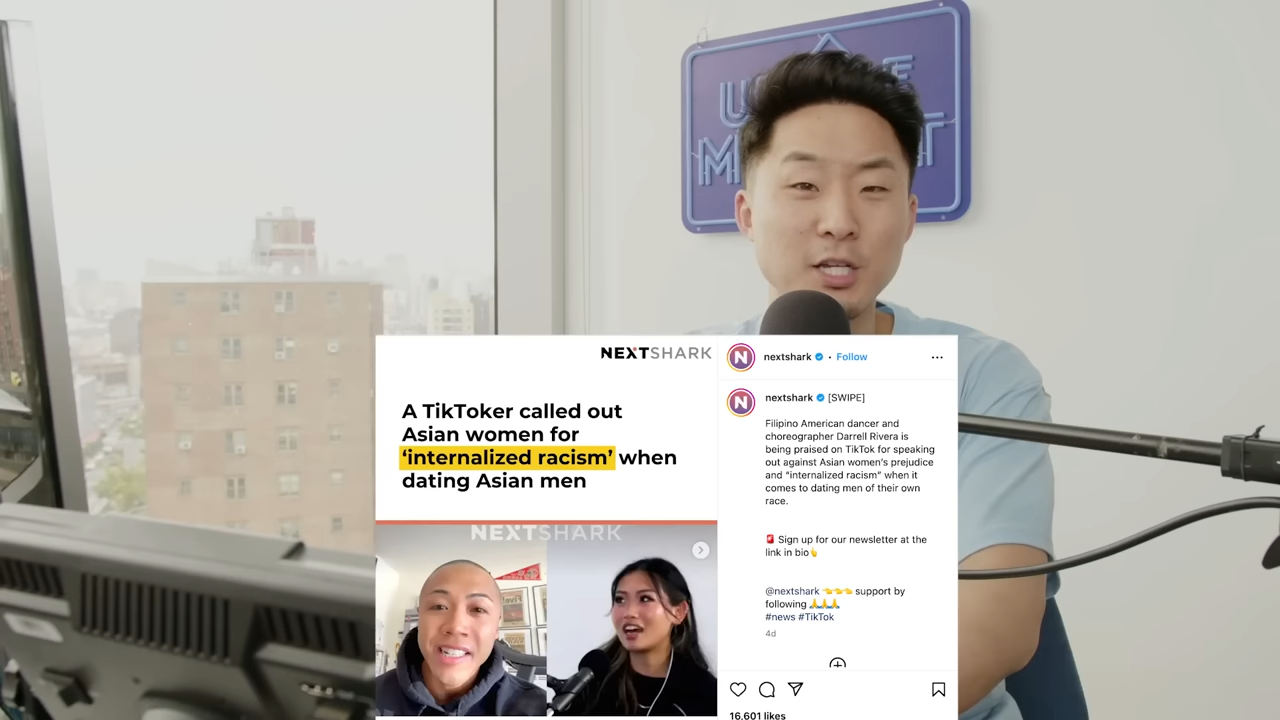 NEXTSHARK
A TikToker called out
Asian women for
‘internalized racism’ when
dating Asian men
NEXTSHARK
nextshark · Follow
nextshark [SWIPE]
Filipino American dancer and
choreographer Darrell Rivera is
being praised on TikTok for speaking
out against Asian women's prejudice
and "internalized racism" when it
comes to dating men of their own
race.
🚨 Sign up for our newsletter at the
link in bio👆
@nextshark 🤜🤜🤜 support by
following 🙏🙏🙏
#news #TikTok
4d
16,601 likes